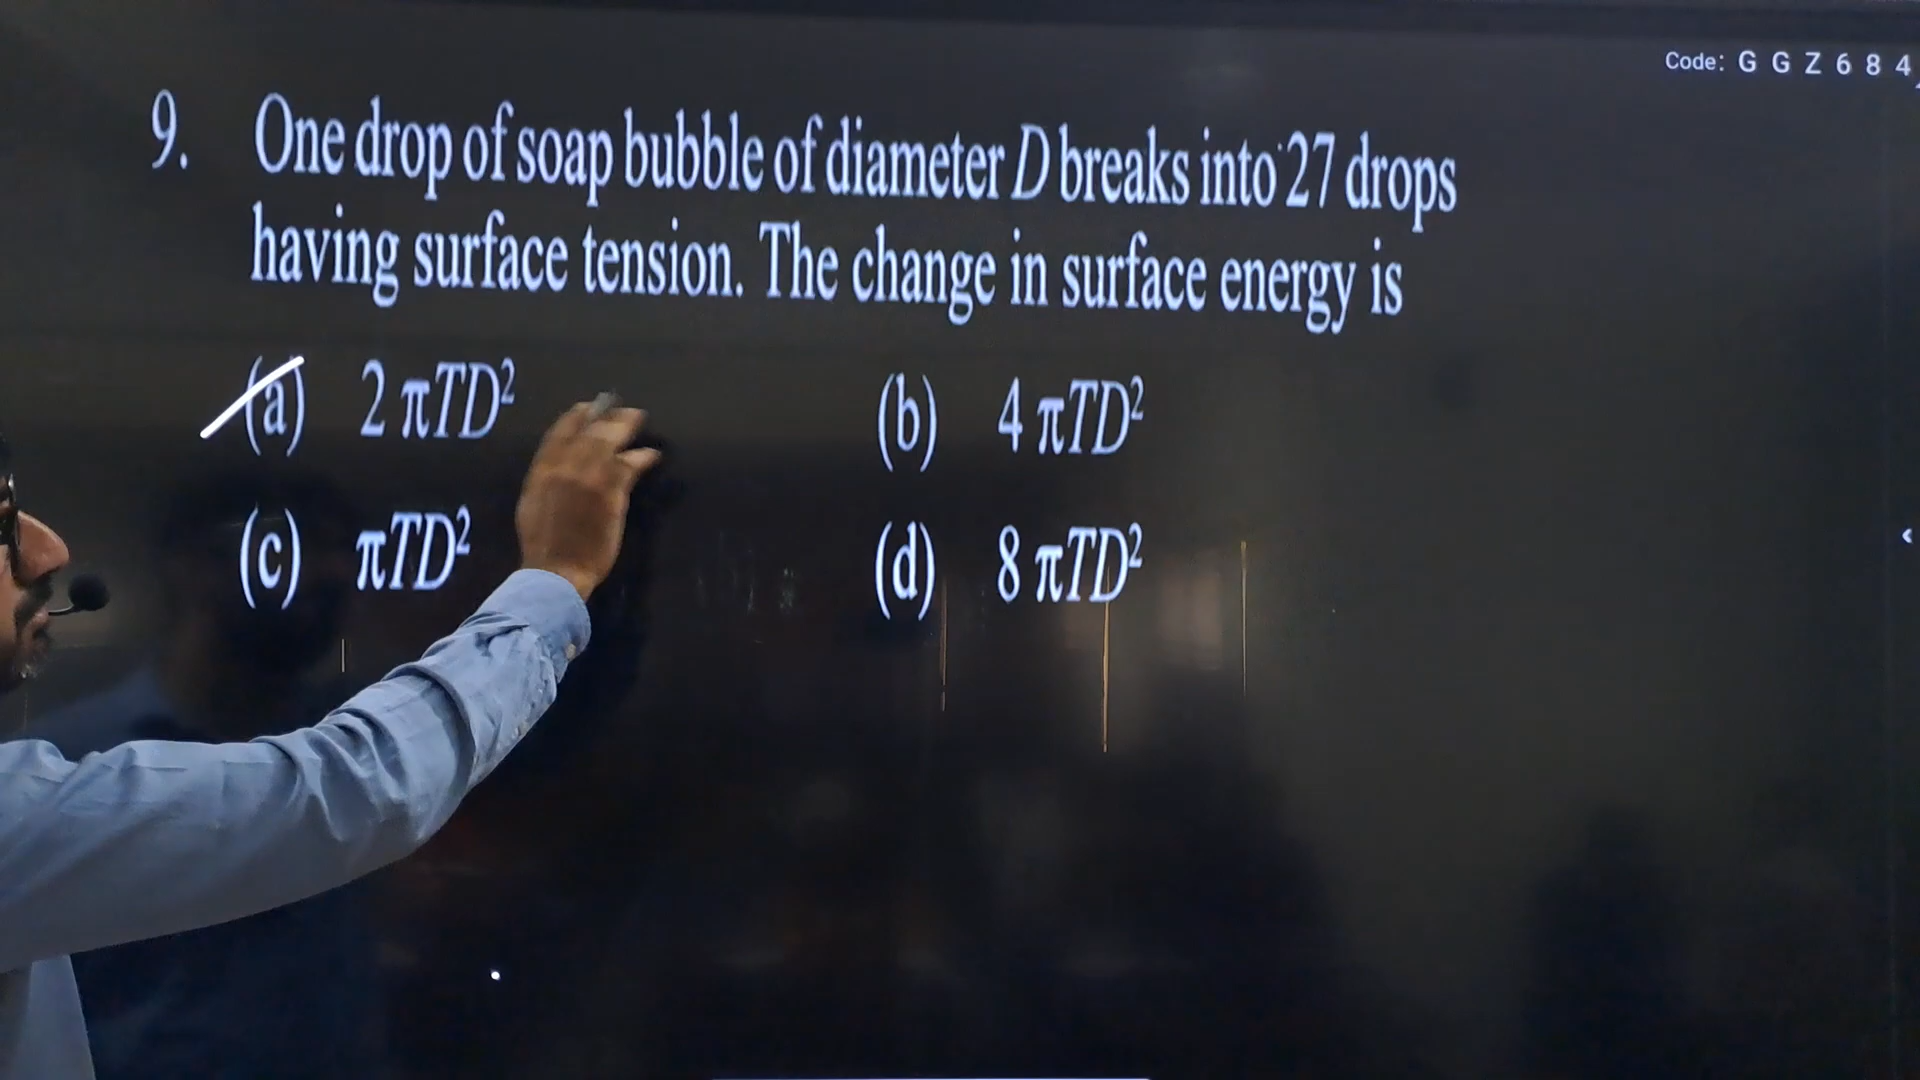 Code: G G Z 6 8 4
9. One drop of soap bubble of diameter D breaks into 27 drops
having surface tension. The change in surface energy is
(a) 2 πTD² (b) 4 πTD²
(c) πTD² (d) 8 πTD²